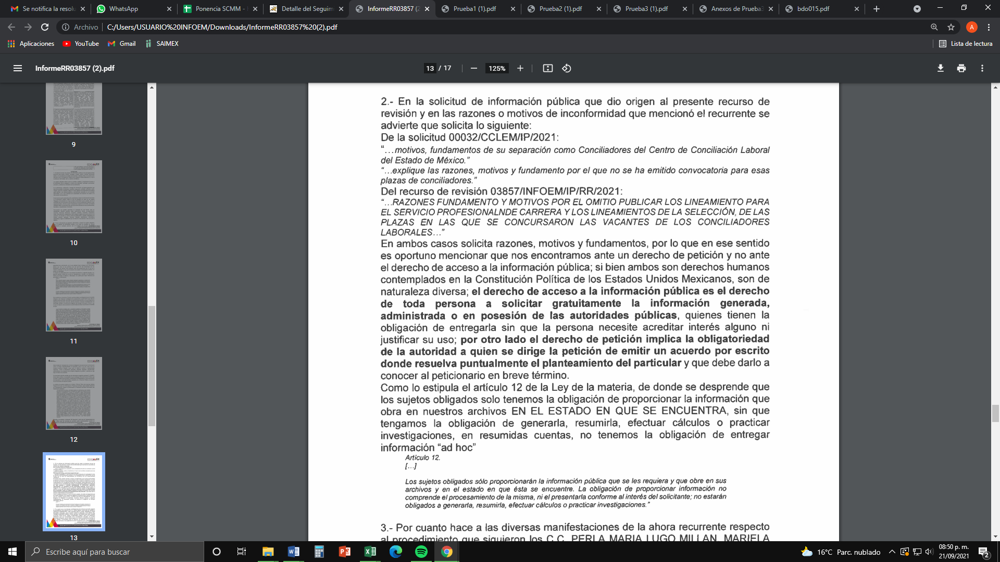 Se notifica la resolu
WhatsApp
Ponencia SCMM -
Detalle del Seguim
InformeRR03857 (2
Prueba1 (1).pdf
Prueba2 (1).pdf
Prueba3 (1).pdf
Anexos de Prueba3
bdo015.pdf
Archivo
C:/Users/USUARIO%20INFOEM/Downloads/InformeRR03857%20(2).pdf
A
Aplicaciones
YouTube
Gmail
SAIMEX
Lista de lectura
InformeRR03857 (2).pdf
13 / 17
125%
9
10
11
12
13
2.- En la solicitud de información pública que dio origen al presente recurso de
revisión y en las razones o motivos de inconformidad que mencionó el recurrente se
advierte que solicita lo siguiente:
De la solicitud 00032/CCLEM/IP/2021:
“…motivos, fundamentos de su separación como Conciliadores del Centro de Conciliación Laboral
del Estado de México.”
“…explique las razones, motivos y fundamento por el que no se ha emitido convocatoria para esas
plazas de conciliadores.”
Del recurso de revisión 03857/INFOEM/IP/RR/2021:
“…RAZONES FUNDAMENTO Y MOTIVOS POR EL OMITIO PUBLICAR LOS LINEAMIENTO PARA
EL SERVICIO PROFESIONALNDE CARRERA Y LOS LINEAMIENTOS DE LA SELECCIÓN, DE LAS
PLAZAS EN LAS QUE SE CONCURSARON LAS VACANTES DE LOS CONCILIADORES
LABORALES…”
En ambos casos solicita razones, motivos y fundamentos, por lo que en ese sentido
es oportuno mencionar que nos encontramos ante un derecho de petición y no ante
el derecho de acceso a la información pública; si bien ambos son derechos humanos
contemplados en la Constitución Política de los Estados Unidos Mexicanos, son de
naturaleza diversa; el derecho de acceso a la información pública es el derecho
de toda persona a solicitar gratuitamente la información generada,
administrada o en posesión de las autoridades públicas, quienes tienen la
obligación de entregarla sin que la persona necesite acreditar interés alguno ni
justificar su uso; por otro lado el derecho de petición implica la obligatoriedad
de la autoridad a quien se dirige la petición de emitir un acuerdo por escrito
donde resuelva puntualmente el planteamiento del particular y que debe darlo a
conocer al peticionario en breve término.
Como lo estipula el artículo 12 de la Ley de la materia, de donde se desprende que
los sujetos obligados solo tenemos la obligación de proporcionar la información que
obra en nuestros archivos EN EL ESTADO EN QUE SE ENCUENTRA, sin que
tengamos la obligación de generarla, resumirla, efectuar cálculos o practicar
investigaciones, en resumidas cuentas, no tenemos la obligación de entregar
información “ad hoc”
Artículo 12.
[…]
Los sujetos obligados sólo proporcionarán la información pública que se les requiera y que obre en sus
archivos y en el estado en que ésta se encuentre. La obligación de proporcionar información no
comprende el procesamiento de la misma, ni el presentarla conforme al interés del solicitante; no estarán
obligados a generarla, resumirla, efectuar cálculos o practicar investigaciones.”
3.- Por cuanto hace a las diversas manifestaciones de la ahora recurrente respecto
al procedimiento que siguieron los C.C. PERLA MARIA LUGO MILLAN, MARIELA
Escribe aquí para buscar
16°C Parc. nublado
08:50 p. m.
21/09/2021
2